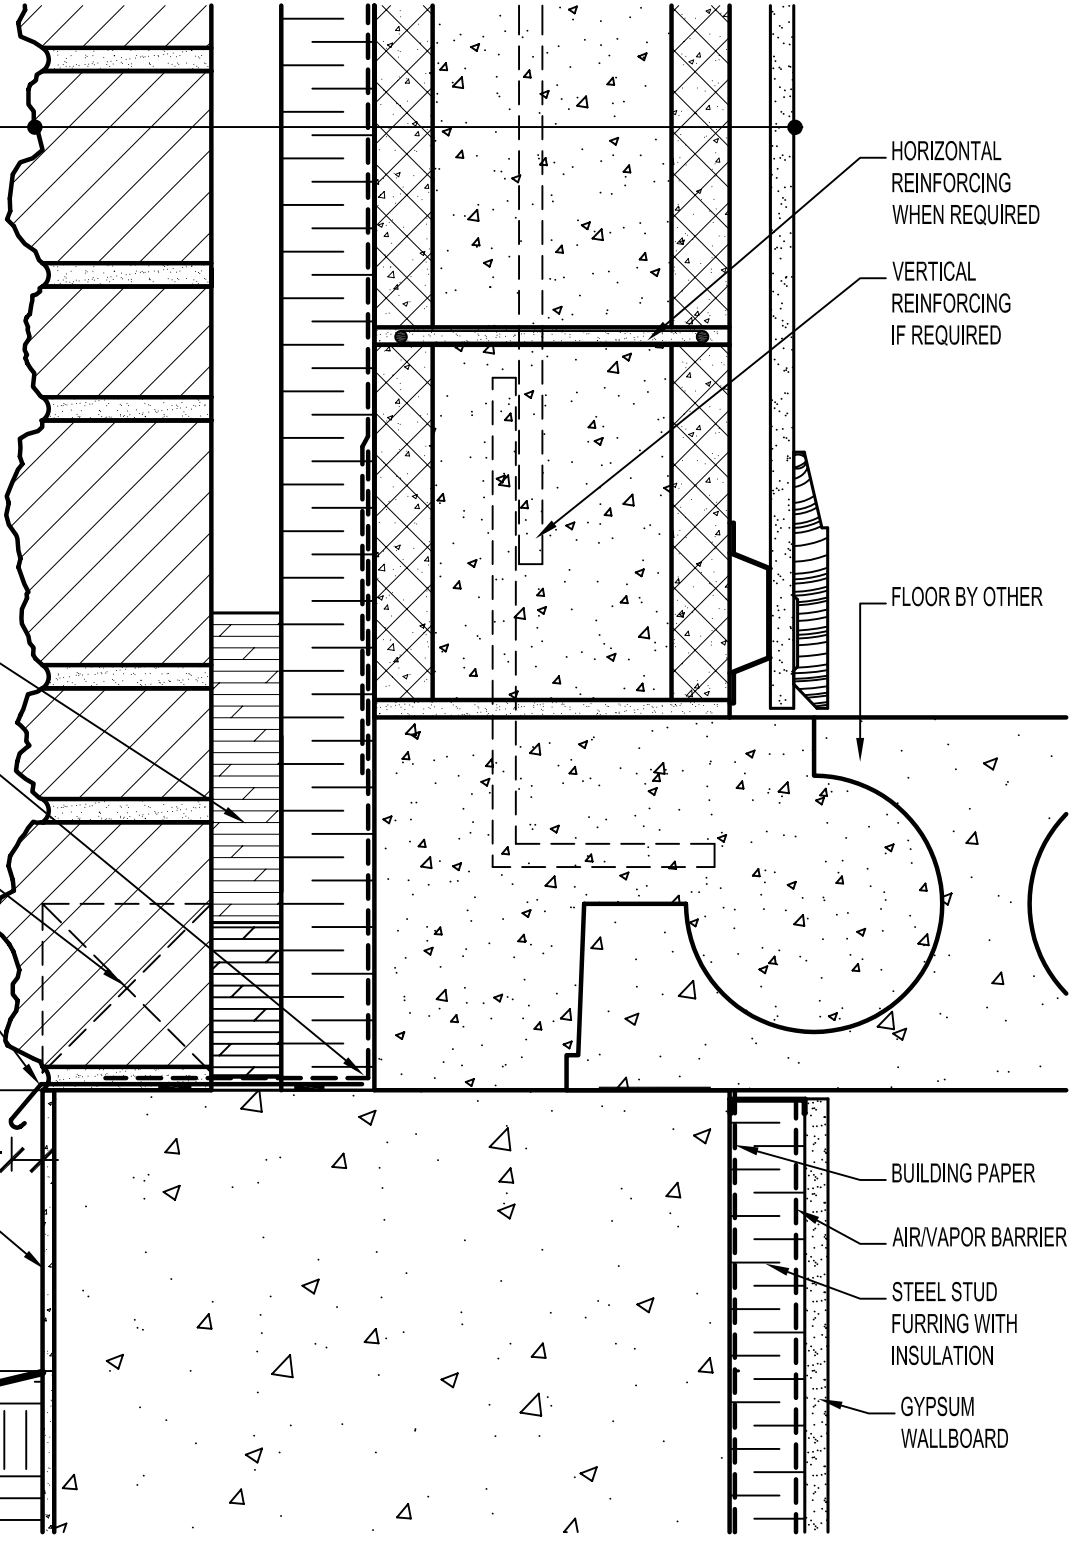 HORIZONTAL
REINFORCING
WHEN REQUIRED
VERTICAL
REINFORCING
IF REQUIRED
FLOOR BY OTHER
BUILDING PAPER
AIR/VAPOR BARRIER
STEEL STUD
FURRING WITH
INSULATION
GYPSUM
WALLBOARD